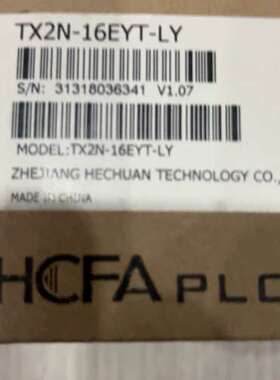 TX2N-16EYT-LY
S/N: 31318036341 V1.07
MODEL:TX2N-16EYT-LY
ZHEJIANG HECHUAN TECHNOLOGY CO.,
MADE IN CHINA
HCFA PLC